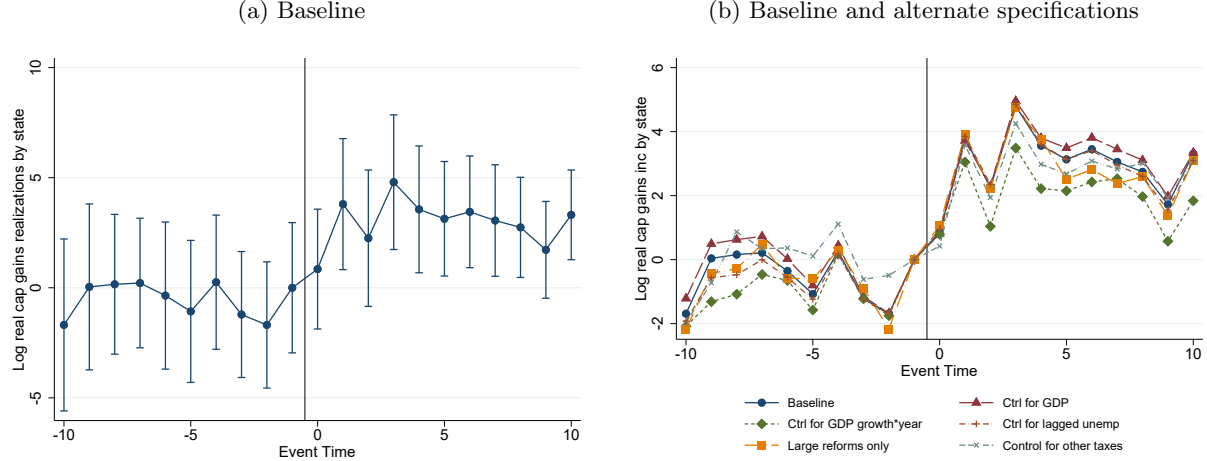 (a) Baseline
Log real cap gains realizations by state
10
5
0
-5
-10
-5
0
5
10
Event Time
(b) Baseline and alternate specifications
Log real cap gains inc by state
6
4
2
0
-2
-10
-5
0
5
10
Event Time
Baseline
Ctrl for GDP
Ctrl for GDP growth*year
Ctrl for lagged unemp
Large reforms only
Control for other taxes